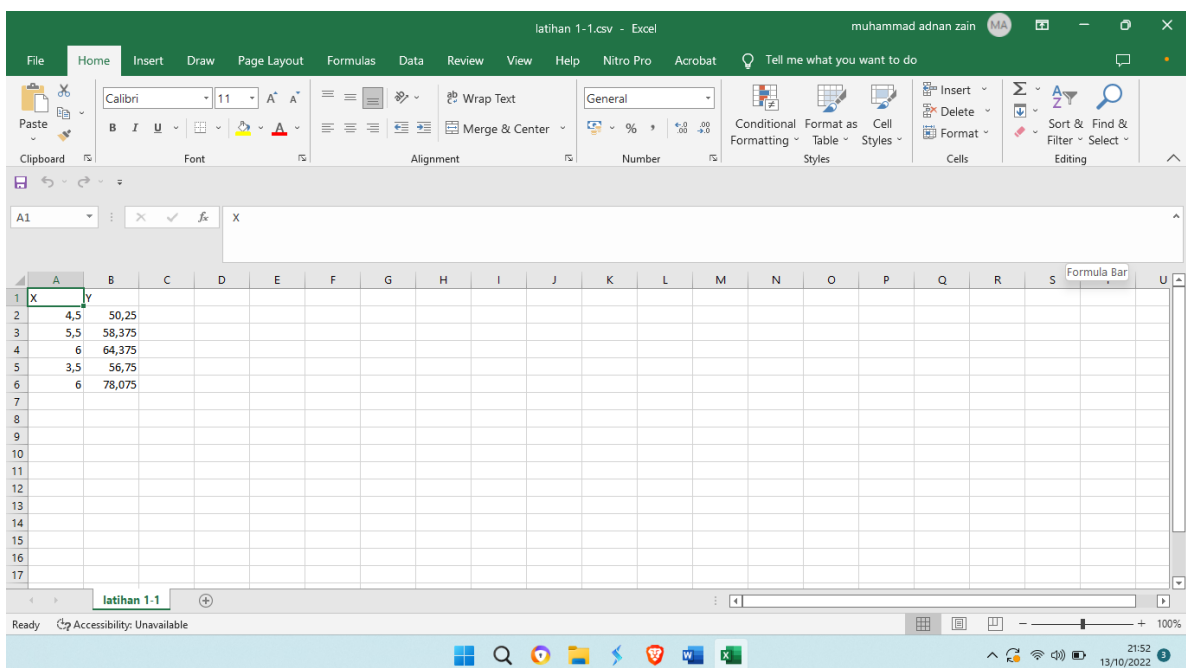 latihan 1-1.csv - Excel
muhammad adnan zain MA
File Home Insert Draw Page Layout Formulas Data Review View Help Nitro Pro Acrobat Tell me what you want to do
Paste
Clipboard
Calibri 11 A A
B I U A
Font
Wrap Text
Merge & Center
Alignment
General
% , .00 .00
Number
Conditional Formatting
Format as Table
Cell Styles
Styles
Insert
Delete
Format
Cells
Sort & Filter
Find & Select
Editing
A1 fx X
Formula Bar
A B C D E F G H I J K L M N O P Q R S U
1 X Y
2 4,5 50,25
3 5,5 58,375
4 6 64,375
5 3,5 56,75
6 6 78,075
7
8
9
10
11
12
13
14
15
16
17
latihan 1-1
Ready Accessibility: Unavailable 100%
21:52
13/10/2022 3